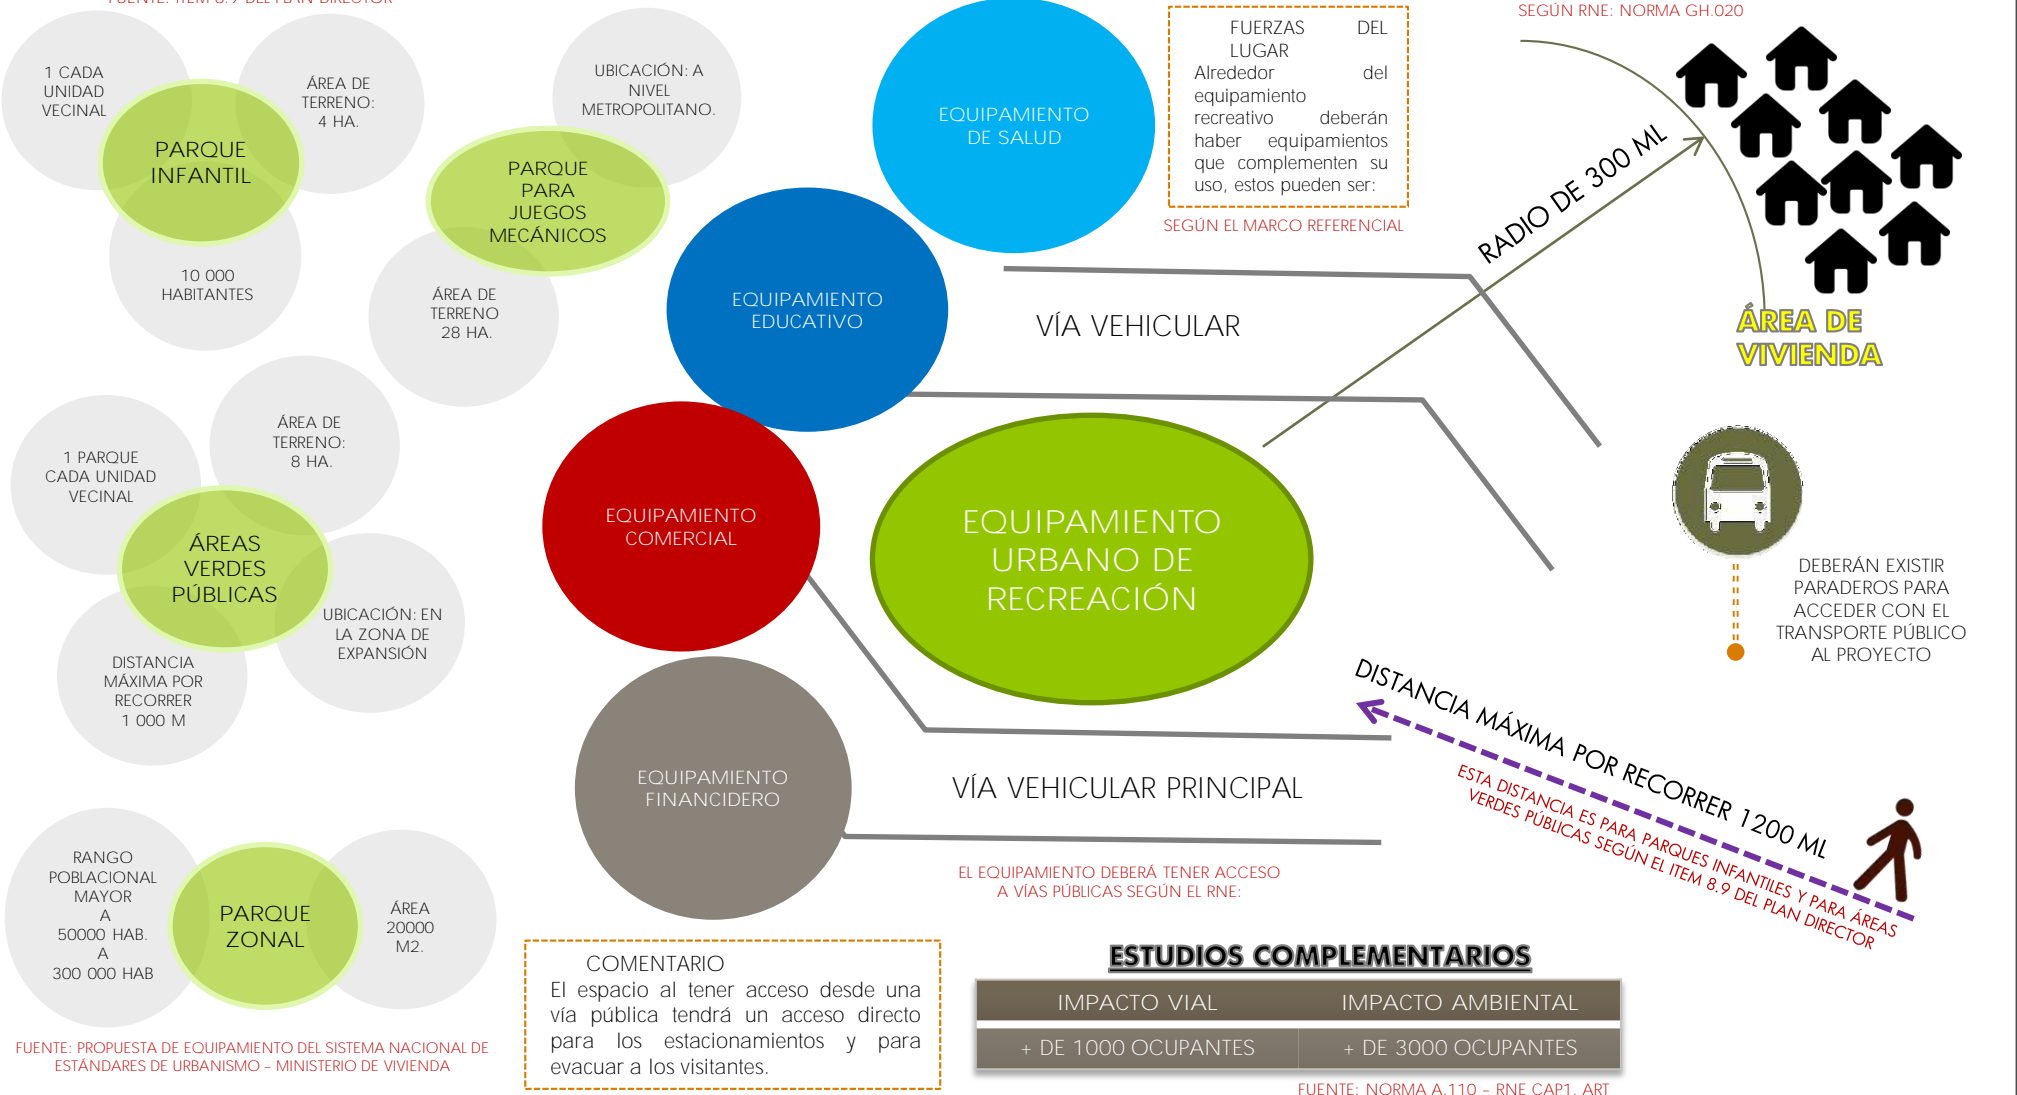 FUENTE: ITEM 8.9 DEL PLAN DIRECTOR
1 CADA
UNIDAD
VECINAL
ÁREA DE
TERRENO:
4 HA.
PARQUE
INFANTIL
10 000
HABITANTES
UBICACIÓN: A
NIVEL
METROPOLITANO.
PARQUE
PARA
JUEGOS
MECÁNICOS
ÁREA DE
TERRENO
28 HA.
1 PARQUE
CADA UNIDAD
VECINAL
ÁREA DE
TERRENO:
8 HA.
ÁREAS
VERDES
PÚBLICAS
UBICACIÓN: EN
LA ZONA DE
EXPANSIÓN
DISTANCIA
MÁXIMA POR
RECORRER
1 000 M
RANGO
POBLACIONAL
MAYOR
A
50000 HAB.
A
300 000 HAB
PARQUE
ZONAL
ÁREA
20000
M2.
FUENTE: PROPUESTA DE EQUIPAMIENTO DEL SISTEMA NACIONAL DE
ESTÁNDARES DE URBANISMO – MINISTERIO DE VIVIENDA
EQUIPAMIENTO
DE SALUD
EQUIPAMIENTO
EDUCATIVO
EQUIPAMIENTO
COMERCIAL
EQUIPAMIENTO
FINANCIDERO
FUERZAS DEL
LUGAR
Alrededor del
equipamiento
recreativo deberán
haber equipamientos
que complementen su
uso, estos pueden ser:
SEGÚN EL MARCO REFERENCIAL
VÍA VEHICULAR
EQUIPAMIENTO
URBANO DE
RECREACIÓN
VÍA VEHICULAR PRINCIPAL
EL EQUIPAMIENTO DEBERÁ TENER ACCESO
A VÍAS PÚBLICAS SEGÚN EL RNE:
SEGÚN RNE: NORMA GH.020
RADIO DE 300 ML
ÁREA DE
VIVIENDA
DEBERÁN EXISTIR
PARADEROS PARA
ACCEDER CON EL
TRANSPORTE PÚBLICO
AL PROYECTO
DISTANCIA MÁXIMA POR RECORRER 1200 ML
ESTA DISTANCIA ES PARA PARQUES INFANTILES Y PARA ÁREAS
VERDES PÚBLICAS SEGÚN EL ITEM 8.9 DEL PLAN DIRECTOR
COMENTARIO
El espacio al tener acceso desde una
vía pública tendrá un acceso directo
para los estacionamientos y para
evacuar a los visitantes.
ESTUDIOS COMPLEMENTARIOS
IMPACTO VIAL IMPACTO AMBIENTAL
+ DE 1000 OCUPANTES + DE 3000 OCUPANTES
FUENTE: NORMA A.110 – RNE CAP1. ART